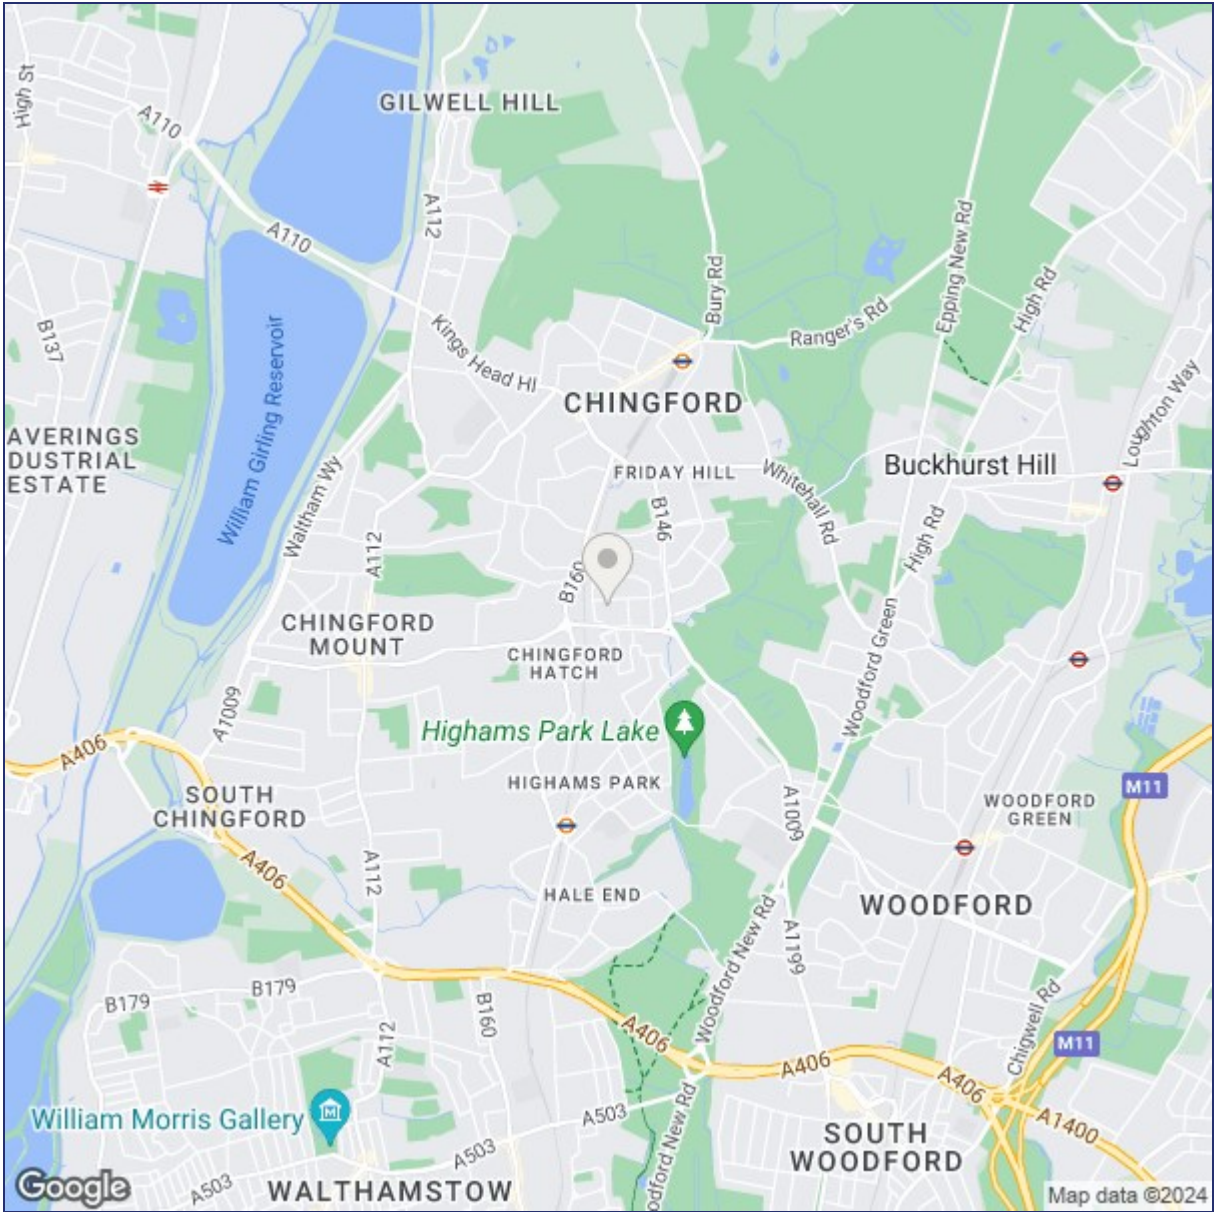 High St
A110
GILWELL HILL
A112
A110
Bury Rd
Epping New Rd
High Rd
Ranger's Rd
B137
Kings Head Hl
William Girling Reservoir
CHINGFORD
Loughton Way
AVERINGS
DUSTRIAL
ESTATE
FRIDAY HILL
Whitehall Rd
Buckhurst Hill
Waltham Wy
B146
A112
High Rd
B160
CHINGFORD
MOUNT
CHINGFORD
HATCH
Woodford Green
A1009
Highams Park Lake
A406
HIGHAMS PARK
A1009
M11
WOODFORD
GREEN
SOUTH
CHINGFORD
A406
A112
HALE END
WOODFORD
Woodford New Rd
A1199
B179
B179
B160
A112
A406
Chigwell Rd
M11
A406
A406
A1400
William Morris Gallery
M
A503
SOUTH
WOODFORD
A503
A503
odford New Rd
WALTHAMSTOW
Google
Map data ©2024